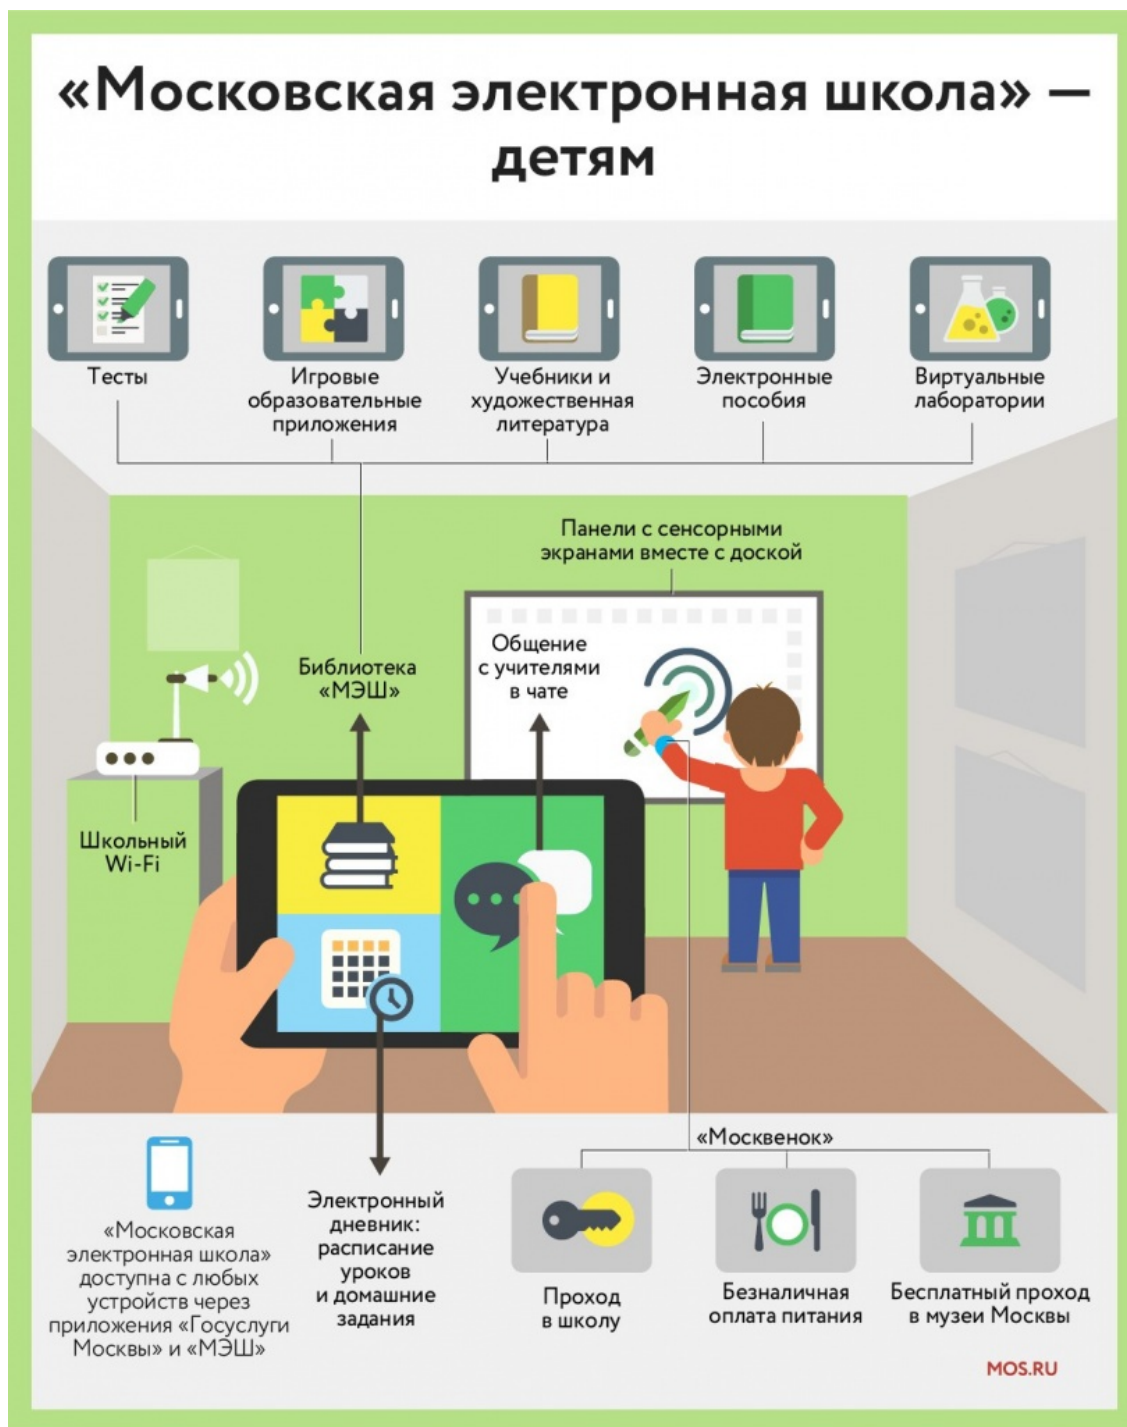 «Московская электронная школа» —
детям
Тесты
Игровые
образовательные
приложения
Учебники и
художественная
литература
Электронные
пособия
Виртуальные
лаборатории
Панели с сенсорными
экранами вместе с доской
Библиотека
«МЭШ»
Общение
с учителями
в чате
Школьный
Wi-Fi
«Московская
электронная школа»
доступна с любых
устройств через
приложения «Госуслуги
Москвы» и «МЭШ»
Электронный
дневник:
расписание
уроков
и домашние
задания
«Москвенок»
Проход
в школу
Безналичная
оплата питания
Бесплатный проход
в музеи Москвы
MOS.RU